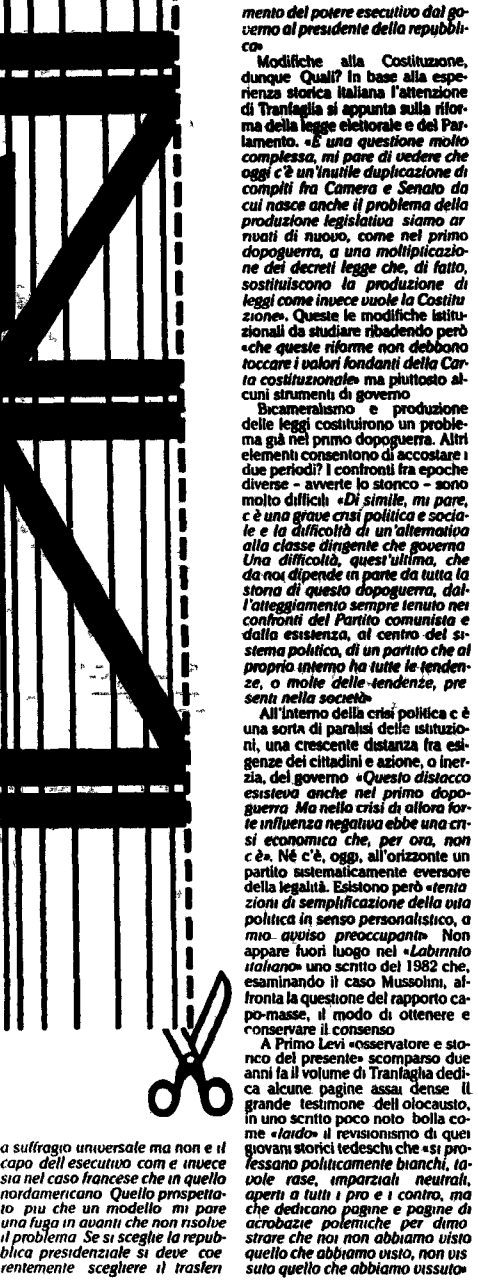 a suffragio universale ma non e il
capo dell esecutivo com e invece
sia nel caso francese che in quello
nordamericano Quello prospetta-
to piu che un modello mi pare
una fuga in avanti che non risolve
il problema Se si sceglie la repub-
blica presidenziale si deve coe
rentemente scegliere il trasferi
mento del potere esecutivo dal go-
verno al presidente della repubbli-
ca»
Modifiche alla Costituzione,
dunque Quali? In base alla espe-
rienza storica italiana l'attenzione
di Tranfaglia si appunta sulla rifor-
ma della legge elettorale e del Par-
lamento. «È una questione molto
complessa, mi pare di vedere che
oggi c'è un'inutile duplicazione di
compiti fra Camera e Senato da
cui nasce anche il problema della
produzione legislativa siamo ar
rivati di nuovo, come nel primo
dopoguerra, a una moltiplicazio-
ne dei decreti legge che, di fatto,
sostituiscono la produzione di
leggi come invece vuole la Costitu
zione». Queste le modifiche istitu-
zionali da studiare ribadendo però
«che queste riforme non debbono
toccare i valori fondanti della Car-
ta costituzionale» ma piuttosto al-
cuni strumenti di governo
Bicameralismo e produzione
delle leggi costituirono un proble-
ma già nel primo dopoguerra. Altri
elementi consentono di accostare i
due periodi? I confronti fra epoche
diverse – avverte lo storico – sono
molto difficili «Di simile, mi pare,
c è una grave crisi politica e socia-
le e la difficoltà di un'alternativa
alla classe dirigente che governa
Una difficoltà, quest'ultima, che
da noi dipende in parte da tutta la
storia di questo dopoguerra, dal-
l'atteggiamento sempre tenuto nei
confronti del Partito comunista e
dalla esistenza, al centro del si-
stema politico, di un partito che al
proprio interno ha tutte le tenden-
ze, o molte delle tendenze, pre
senti nella società»
All'interno della crisi politica c è
una sorta di paralisi delle istituzio-
ni, una crescente distanza fra esi-
genze dei cittadini e azione, o iner-
zia, del governo «Questo distacco
esisteva anche nel primo dopo-
guerra Ma nella crisi di allora for-
te influenza negativa ebbe una cri-
si economica che, per ora, non
c è». Né c'è, oggi, all'orizzonte un
partito sistematicamente eversore
della legalità. Esistono però «tenta
zioni di semplificazione della vita
politica in senso personalistico, a
mio avviso preoccupanti» Non
appare fuori luogo nel «Labirinto
italiano» uno scritto del 1982 che,
esaminando il caso Mussolini, af-
fronta la questione del rapporto ca-
po-masse, il modo di ottenere e
conservare il consenso
A Primo Levi «osservatore e sto-
rico del presente» scomparso due
anni fa il volume di Tranfaglia dedi-
ca alcune pagine assai dense Il
grande testimone dell olocausto,
in uno scritto poco noto bolla co-
me «laido» il revisionismo di quei
giovani storici tedeschi che «si pro-
fessano politicamente bianchi, ta-
vole rase, imparziali neutrali,
aperti a tutti i pro e i contro, ma
che dedicano pagine e pagine di
acrobazie polemiche per dimo
strare che noi non abbiamo visto
quello che abbiamo visto, non vis
suto quello che abbiamo vissuto»